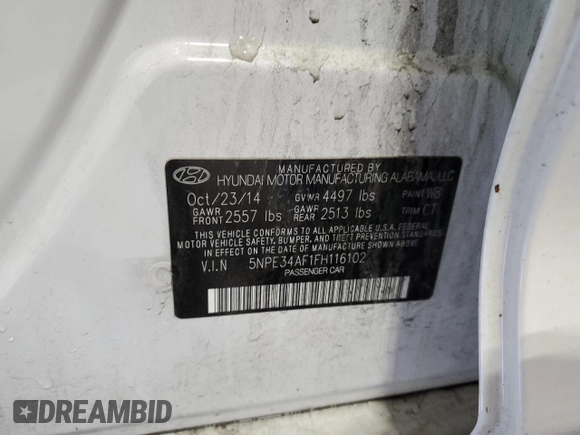 MANUFACTURED BY
HYUNDAI MOTOR MANUFACTURING ALABAMA, LLC
Oct/23/14 GVWR 4497 lbs PAINT W8
GAWR FRONT 2557 lbs GAWR REAR 2513 lbs TRIM CT
THIS VEHICLE CONFORMS TO ALL APPLICABLE U.S.A. FEDERAL
MOTOR VEHICLE SAFETY, BUMPER, AND THEFT PREVENTION
STANDARDS IN EFFECT ON THE DATE OF MANUFACTURE SHOWN ABOVE.
V.I.N 5NPE34AF1FH116102
PASSENGER CAR
DREAMBID